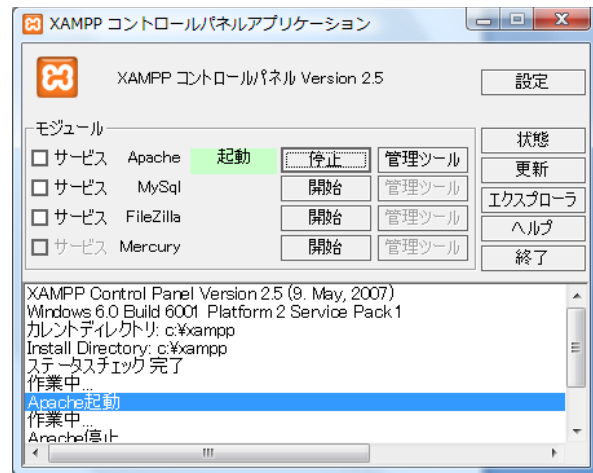 XAMPP コントロールパネルアプリケーション
XAMPP コントロールパネル Version 2.5
設定
モジュール
サービス Apache 起動 停止 管理ツール
サービス MySql 開始 管理ツール
サービス FileZilla 開始 管理ツール
サービス Mercury 開始 管理ツール
状態
更新
エクスプローラ
ヘルプ
終了
XAMPP Control Panel Version 2.5 (9. May, 2007)
Windows 6.0 Build 6001 Platform 2 Service Pack 1
カレントディレクトリ: c:¥xampp
Install Directory: c:¥xampp
ステータスチェック 完了
作業中...
Apache起動
作業中...
Apache停止